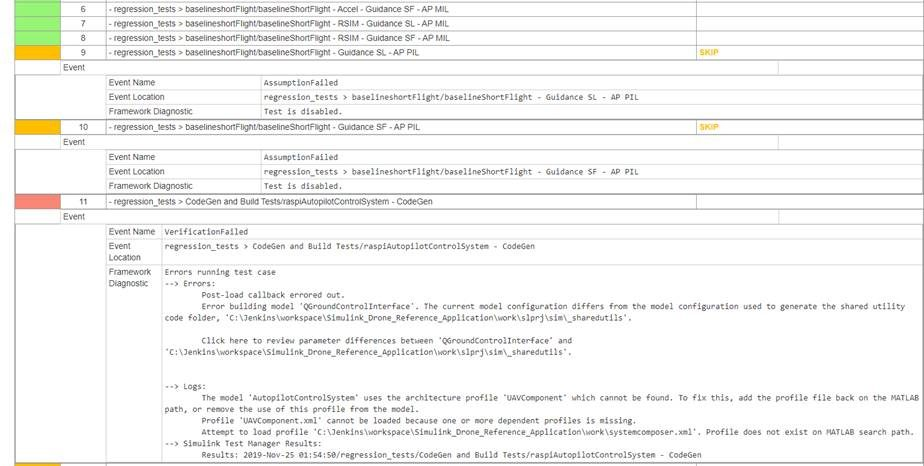 6 - regression_tests > baselineshortFlight/baselineShortFlight - Accel - Guidance SF - AP MIL
7 - regression_tests > baselineshortFlight/baselineShortFlight - RSIM - Guidance SL - AP MIL
8 - regression_tests > baselineshortFlight/baselineShortFlight - RSIM - Guidance SF - AP MIL
9 - regression_tests > baselineshortFlight/baselineShortFlight - Guidance SL - AP PIL SKIP
Event
Event Name AssumptionFailed
Event Location regression_tests > baselineshortFlight/baselineShortFlight - Guidance SL - AP PIL
Framework Diagnostic Test is disabled.
10 - regression_tests > baselineshortFlight/baselineShortFlight - Guidance SF - AP PIL SKIP
Event
Event Name AssumptionFailed
Event Location regression_tests > baselineshortFlight/baselineShortFlight - Guidance SF - AP PIL
Framework Diagnostic Test is disabled.
11 - regression_tests > CodeGen and Build Tests/raspiAutopilotControlSystem - CodeGen
Event
Event Name VerificationFailed
Event Location regression_tests > CodeGen and Build Tests/raspiAutopilotControlSystem - CodeGen
Framework Diagnostic Errors running test case
--> Errors:
Post-load callback errored out.
Error building model 'QGroundControlInterface'. The current model configuration differs from the model configuration used to generate the shared utility
code folder, 'C:\Jenkins\workspace\Simulink_Drone_Reference_Application\work\slprj\sim\_sharedutils'.
Click here to review parameter differences between 'QGroundControlInterface' and
'C:\Jenkins\workspace\Simulink_Drone_Reference_Application\work\slprj\sim\_sharedutils'.
--> Logs:
The model 'AutopilotControlSystem' uses the architecture profile 'UAVComponent' which cannot be found. To fix this, add the profile file back on the MATLAB
path, or remove the use of this profile from the model.
Profile 'UAVComponent.xml' cannot be loaded because one or more dependent profiles is missing.
Attempt to load profile 'C:\Jenkins\workspace\Simulink_Drone_Reference_Application\work\systemcomposer.xml'. Profile does not exist on MATLAB search path.
--> Simulink Test Manager Results:
Results: 2019-Nov-25 01:54:50/regression_tests/CodeGen and Build Tests/raspiAutopilotControlSystem - CodeGen